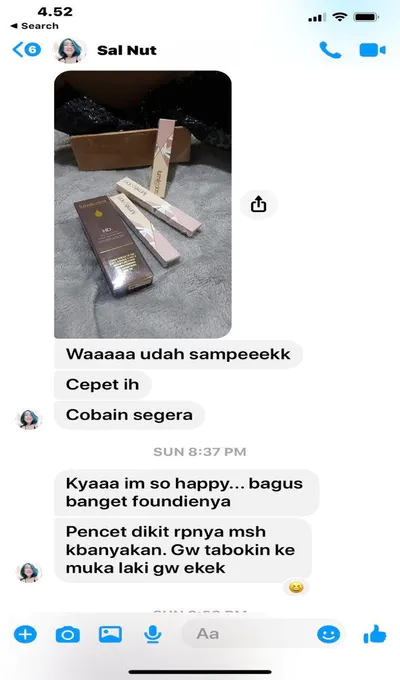 4.52
Search
6
Sal Nut
HD
Waaaaa udah sampeeekk
Cepet ih
Cobain segera
SUN 8:37 PM
Kyaaa im so happy... bagus
banget foundienya
Pencet dikit rpnya msh
kbanyakan. Gw tabokin ke
muka laki gw ekek
Aa